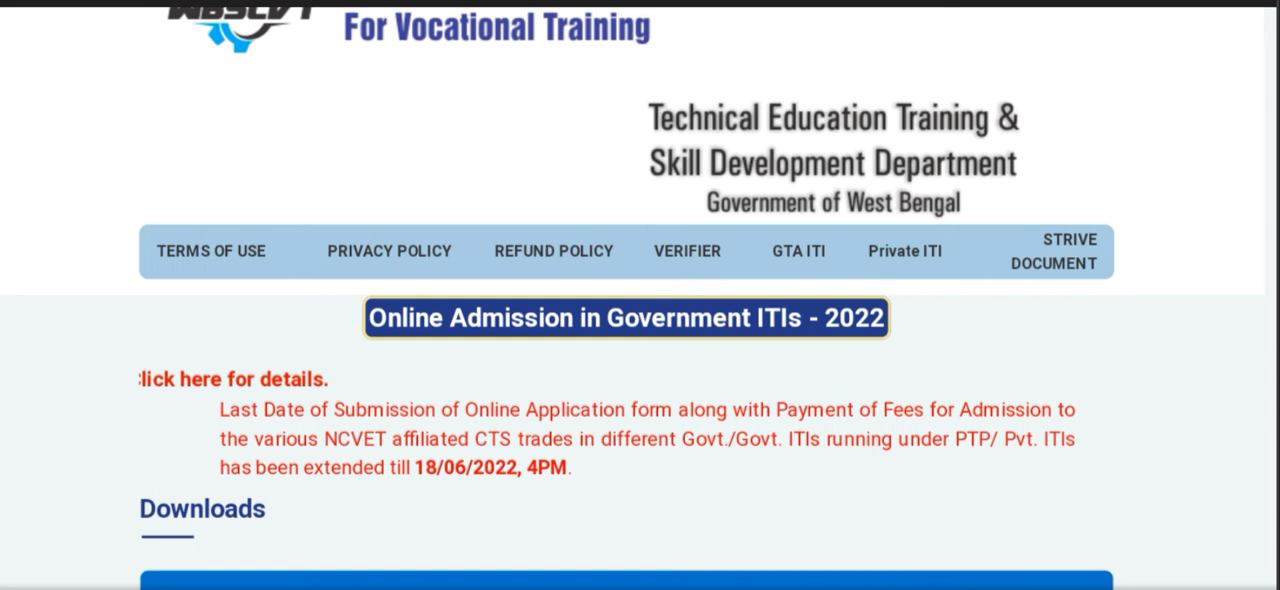 For Vocational Training
Technical Education Training &
Skill Development Department
Government of West Bengal
TERMS OF USE PRIVACY POLICY REFUND POLICY VERIFIER GTA ITI Private ITI STRIVE DOCUMENT
Online Admission in Government ITIs - 2022
lick here for details.
Last Date of Submission of Online Application form along with Payment of Fees for Admission to
the various NCVET affiliated CTS trades in different Govt./Govt. ITIs running under PTP/ Pvt. ITIs
has been extended till 18/06/2022, 4PM.
Downloads